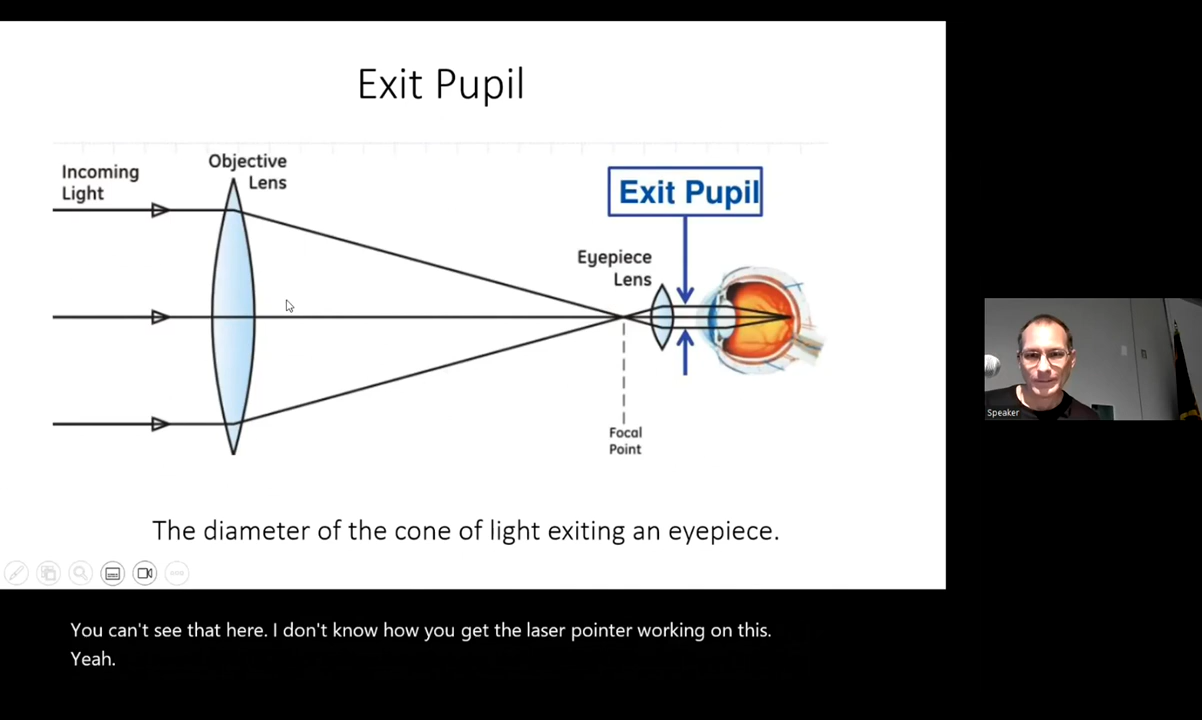 Exit Pupil
Incoming
Light
Objective
Lens
Exit Pupil
Eyepiece
Lens
Focal
Point
The diameter of the cone of light exiting an eyepiece.
Speaker
You can't see that here. I don't know how you get the laser pointer working on this.
Yeah.